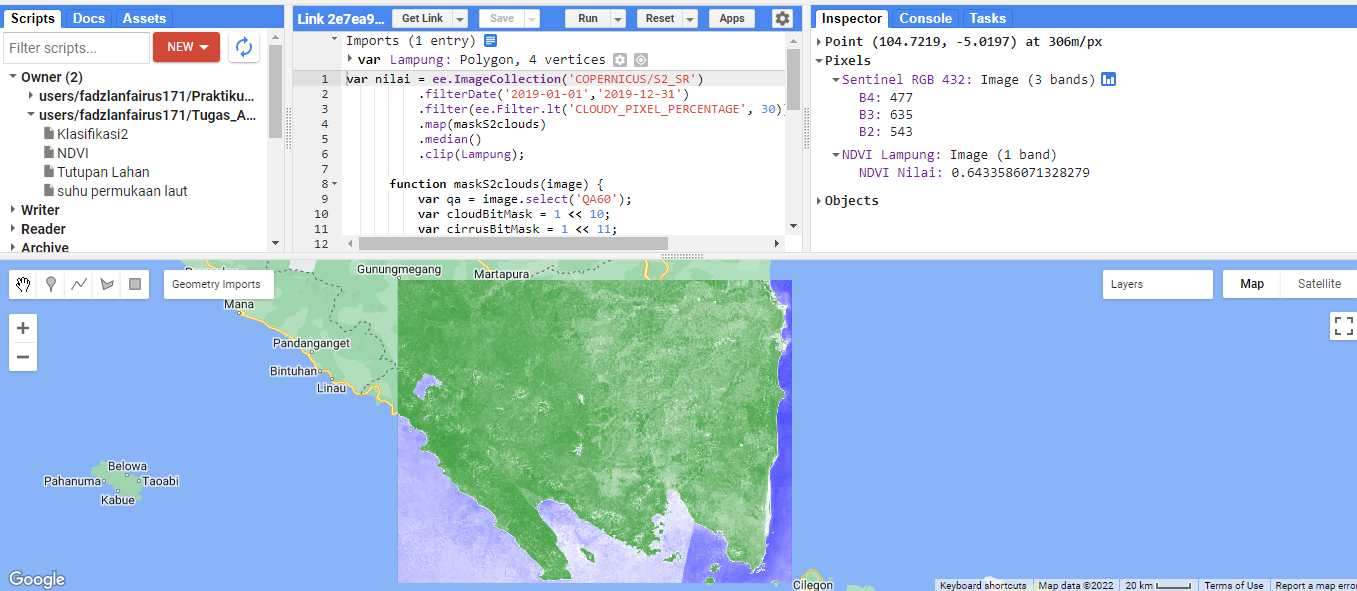 Scripts Docs Assets
Filter scripts...
NEW
Owner (2)
users/fadzlanfairus171/Praktiku...
users/fadzlanfairus171/Tugas_A...
Klasifikasi2
NDVI
Tutupan Lahan
suhu permukaan laut
Writer
Reader
Archive
Link 2e7ea9... Get Link Save Run Reset Apps
Imports (1 entry)
var Lampung: Polygon, 4 vertices
1 var nilai = ee.ImageCollection('COPERNICUS/S2_SR')
2 .filterDate('2019-01-01','2019-12-31')
3 .filter(ee.Filter.lt('CLOUDY_PIXEL_PERCENTAGE', 30)
4 .map(maskS2clouds)
5 .median()
6 .clip(Lampung);
7
8 function maskS2clouds(image) {
9 var qa = image.select('QA60');
10 var cloudBitMask = 1 << 10;
11 var cirrusBitMask = 1 << 11;
12
Inspector Console Tasks
Point (104.7219, -5.0197) at 306m/px
Pixels
Sentinel RGB 432: Image (3 bands)
B4: 477
B3: 635
B2: 543
NDVI Lampung: Image (1 band)
NDVI Nilai: 0.6433586071328279
Objects
Geometry Imports
Layers
Map Satellite
+
−
Gunungmegang
Martapura
Mana
Pandanganget
Bintuhan
Linau
Belowa
Pahanuma
Taoabi
Kabue
Cilegon
Google
Keyboard shortcuts Map data ©2022 20 km Terms of Use Report a map error